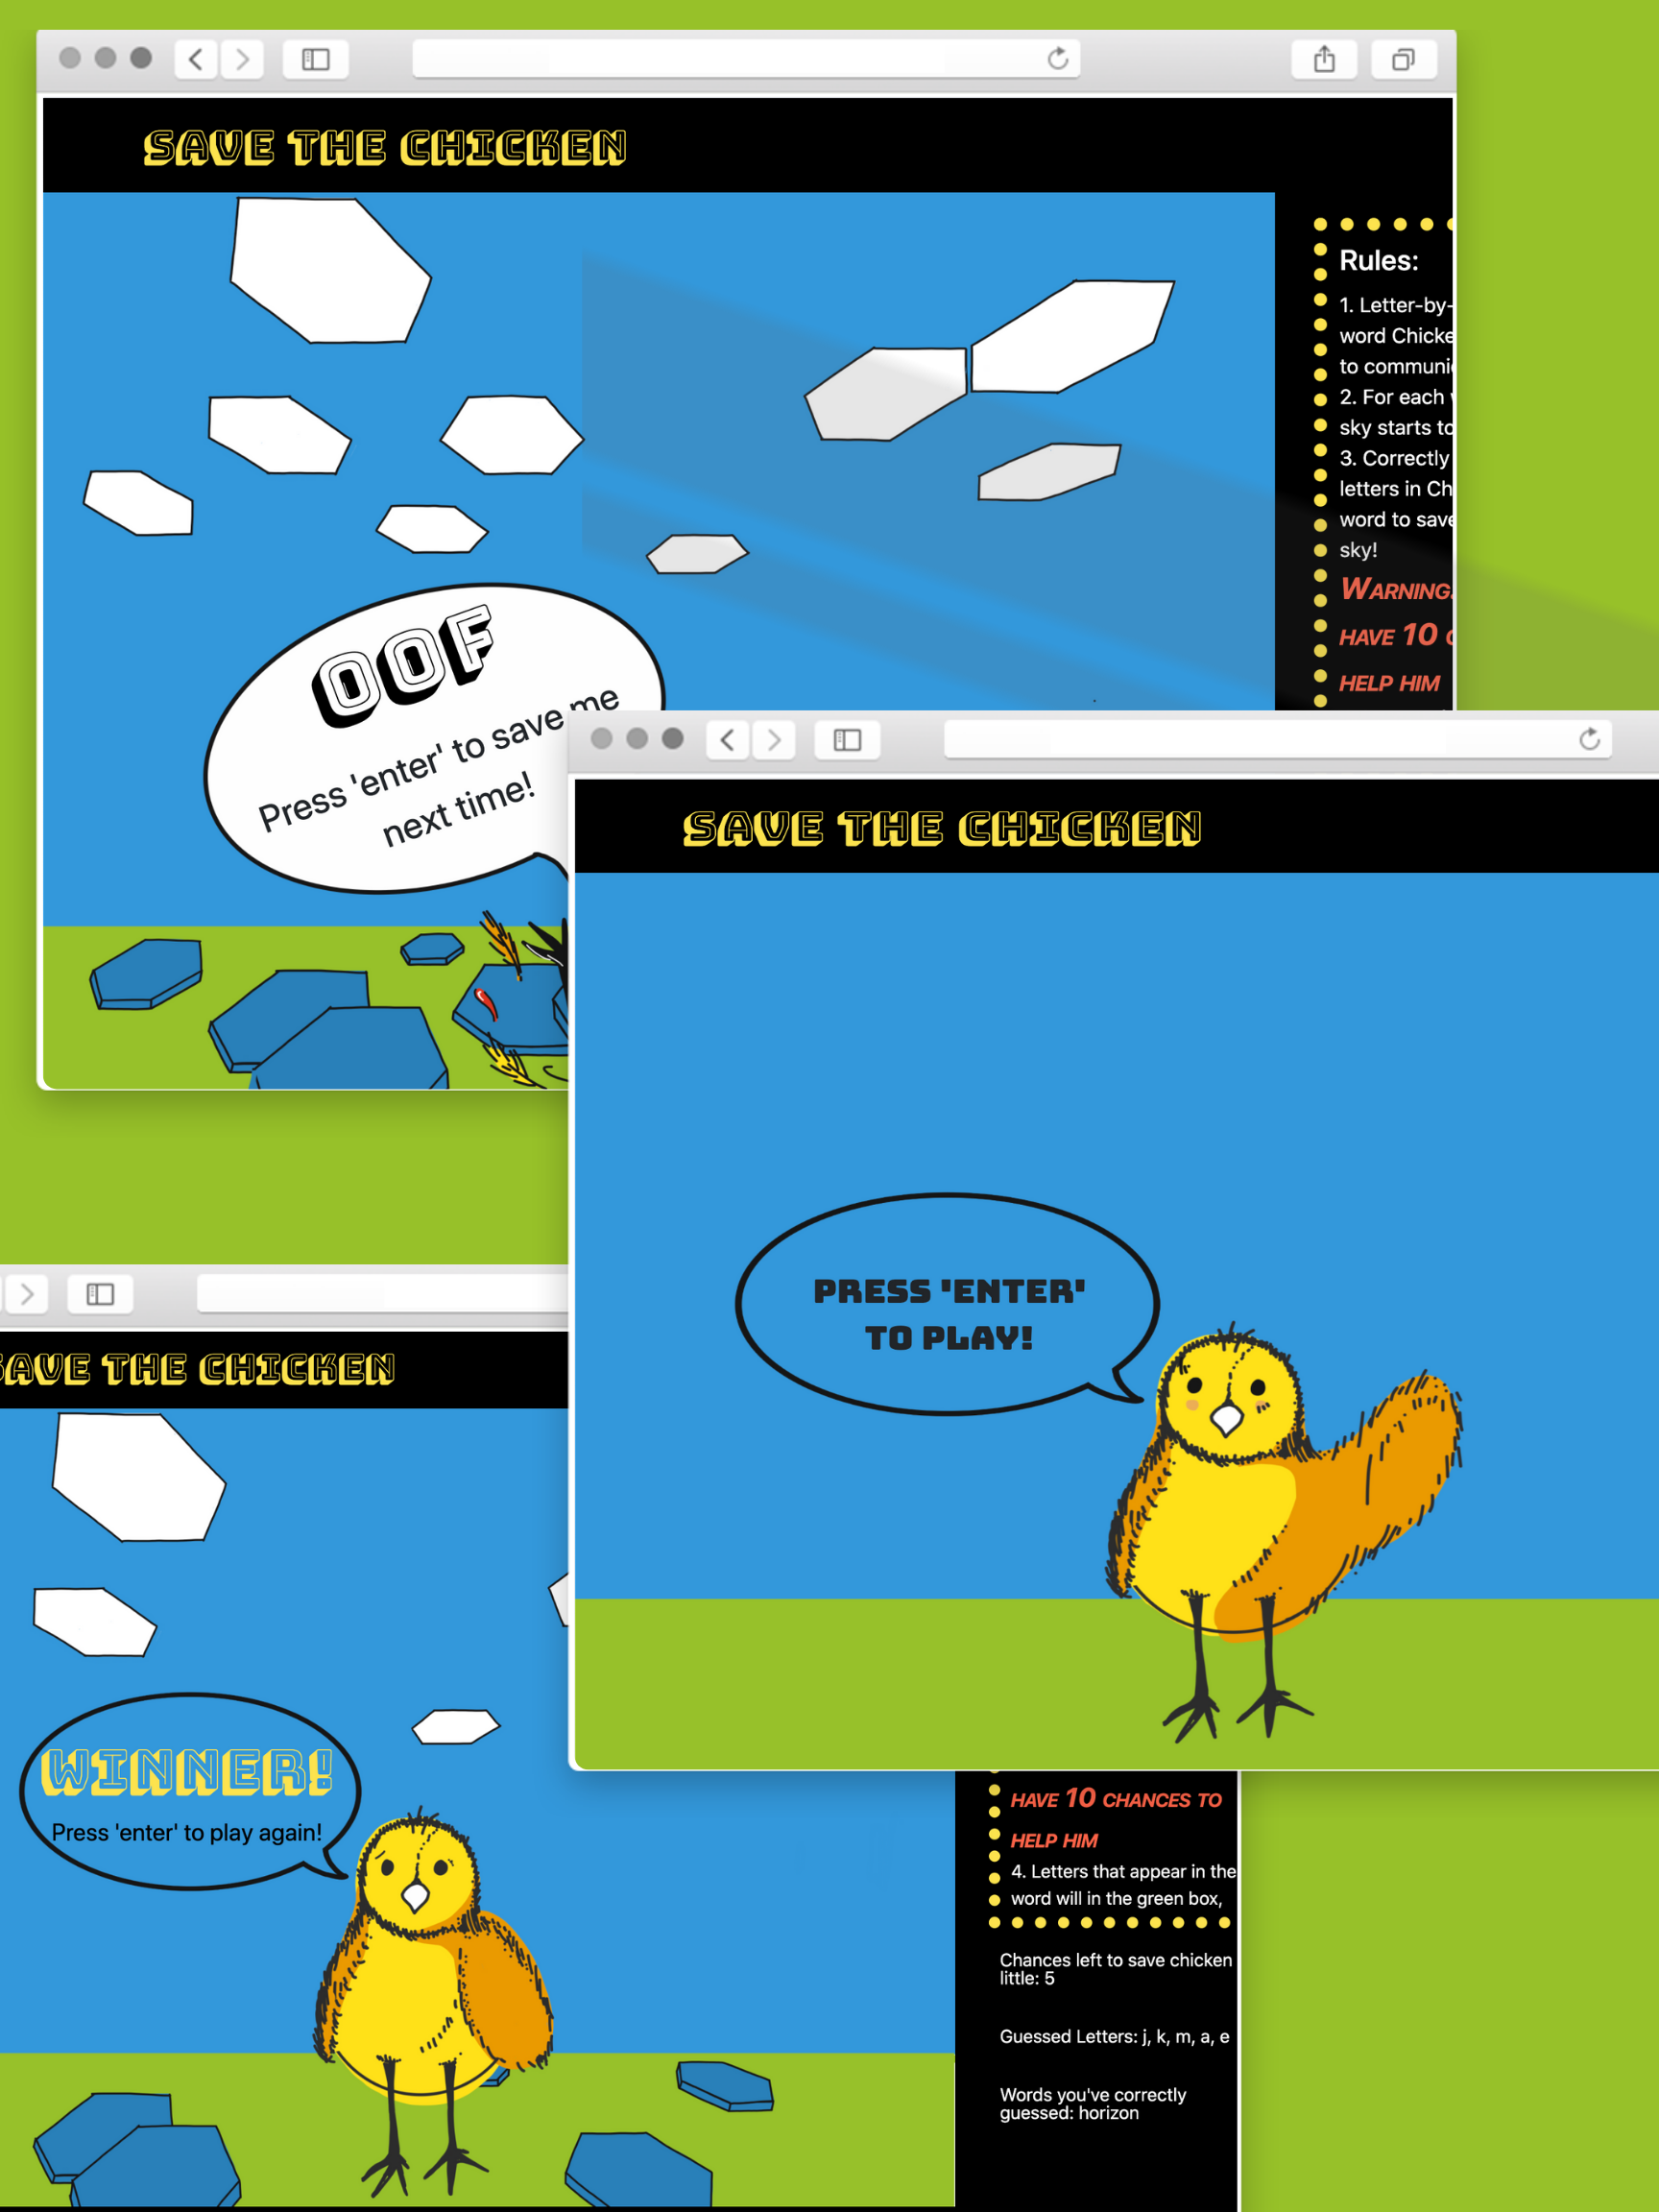 SAVE THE CHICKEN
Rules:
1. Letter-by-
word
to
2. For each
sky starts to
3. Correctly
letters in
word to save
sky!
WARNING
HAVE 10
HELP HIM
OOF
Press 'enter' to save me
next time!
SAVE THE CHICKEN
PRESS 'ENTER'
TO PLAY!
SAVE THE CHICKEN
WINNER!
Press 'enter' to play again!
HAVE 10 CHANCES TO
HELP HIM
4. Letters that appear in the
word will in the green box,
Chances left to save chicken
little: 5
Guessed Letters: j, k, m, a, e
Words you've correctly
guessed: horizon